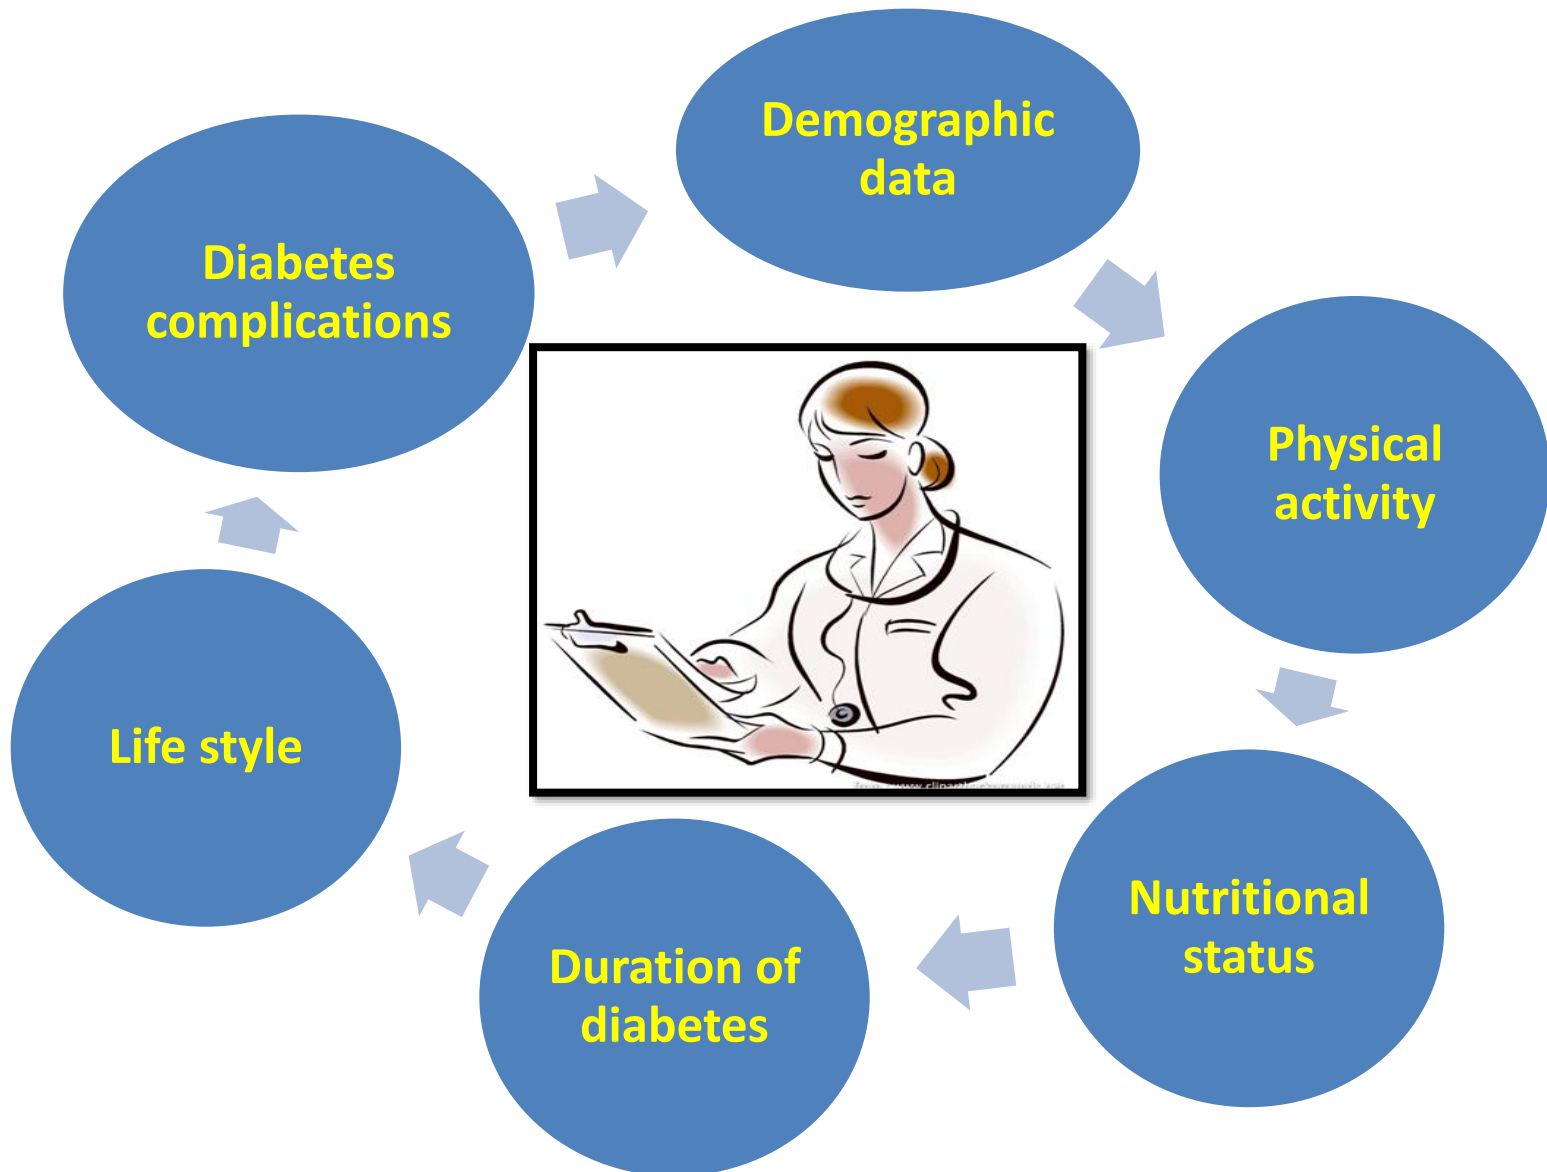 Demographic
data
Physical
activity
Nutritional
status
Duration of
diabetes
Life style
Diabetes
complications